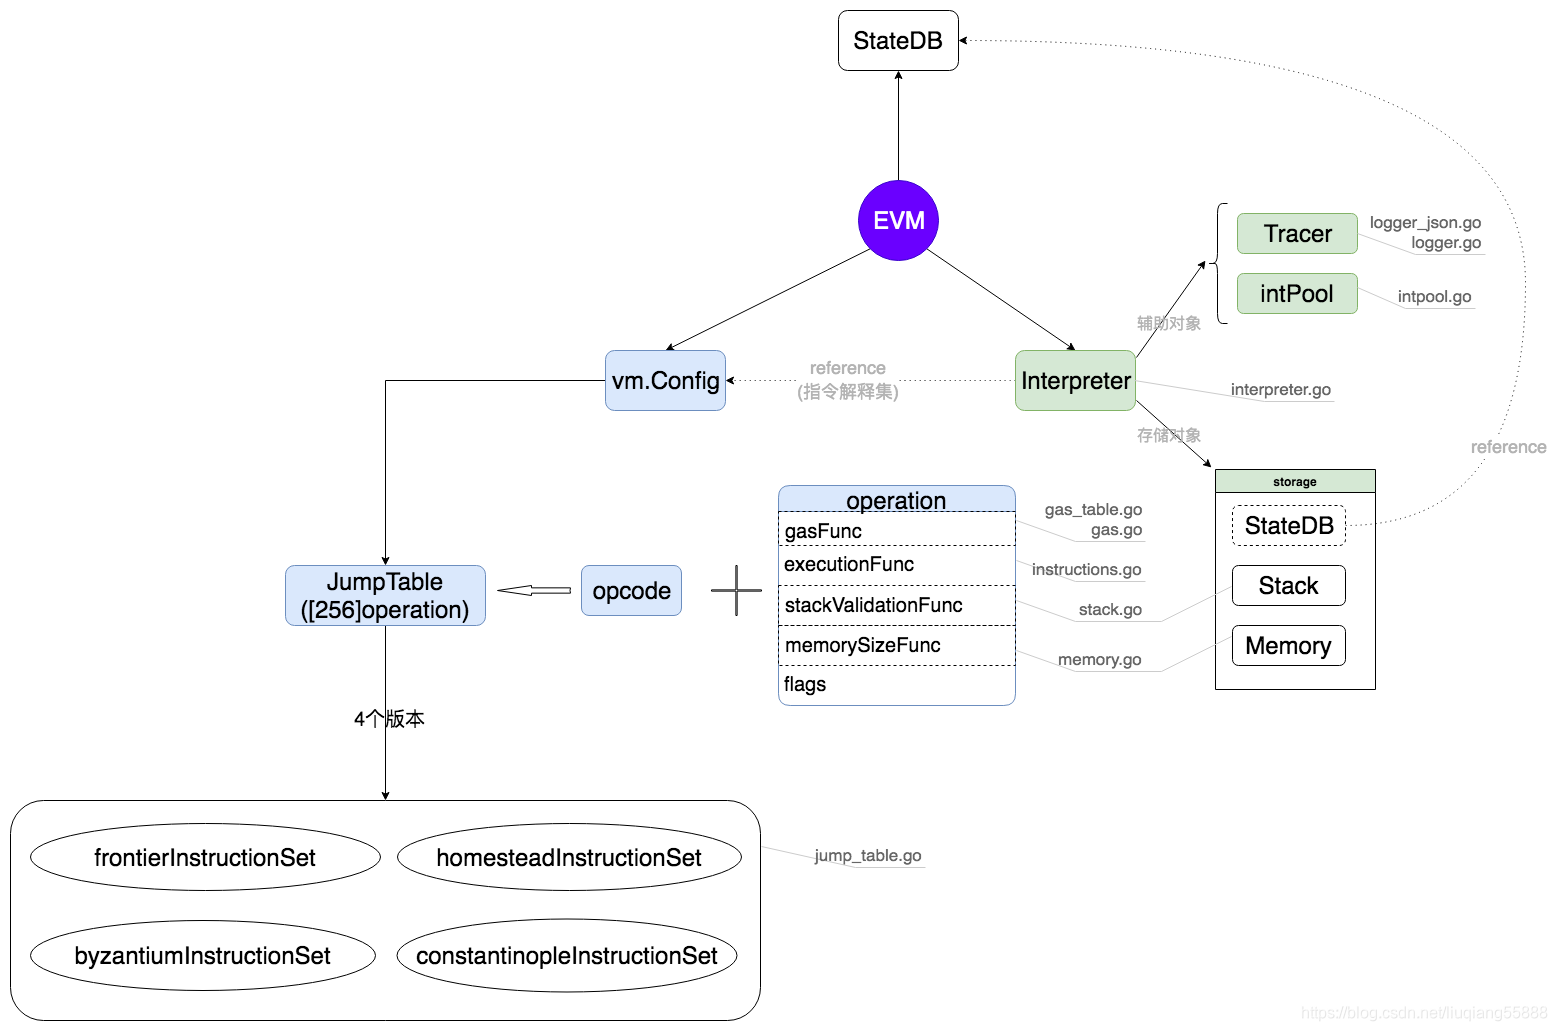 StateDB
EVM
Tracer
logger_json.go
logger.go
intPool
intpool.go
辅助对象
vm.Config
reference
(指令解释集)
Interpreter
interpreter.go
存储对象
reference
storage
StateDB
Stack
Memory
operation
gasFunc
executionFunc
stackValidationFunc
memorySizeFunc
flags
gas_table.go
gas.go
instructions.go
stack.go
memory.go
JumpTable
([256]operation)
opcode
4个版本
frontierInstructionSet
homesteadInstructionSet
byzantiumInstructionSet
constantinopleInstructionSet
jump_table.go
https://blog.csdn.net/liuqiang55888